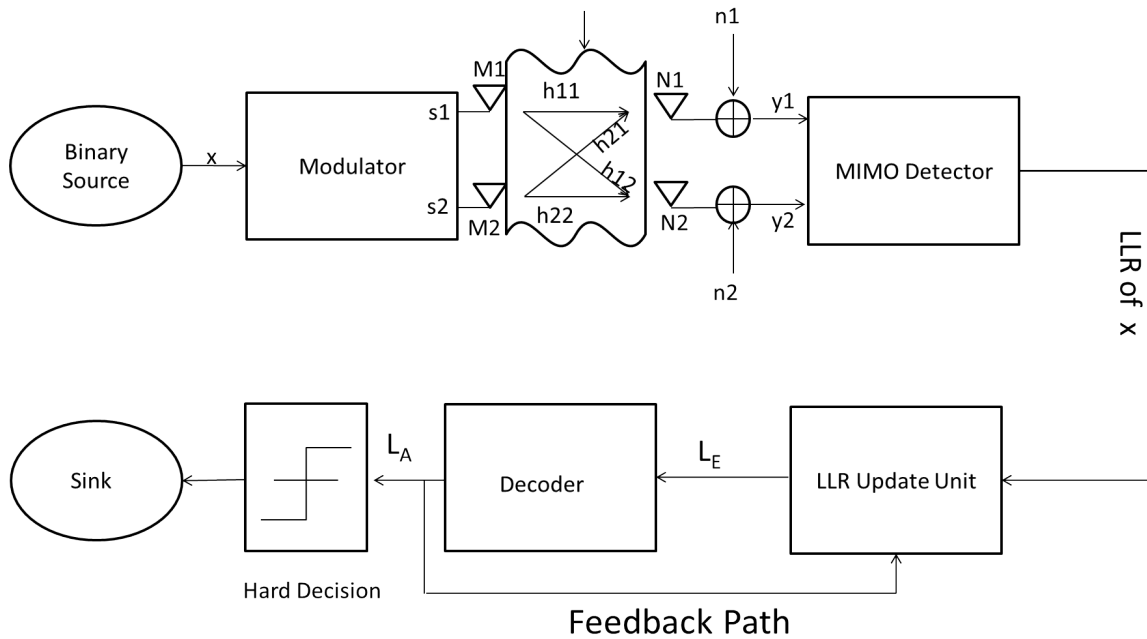 n1
M1
N1
h11
s1
y1
h21
Binary
Source
x
Modulator
MIMO Detector
h12
s2
M2
h22
N2
y2
n2
LLR of x
LA
LE
Sink
Decoder
LLR Update Unit
Hard Decision
Feedback Path